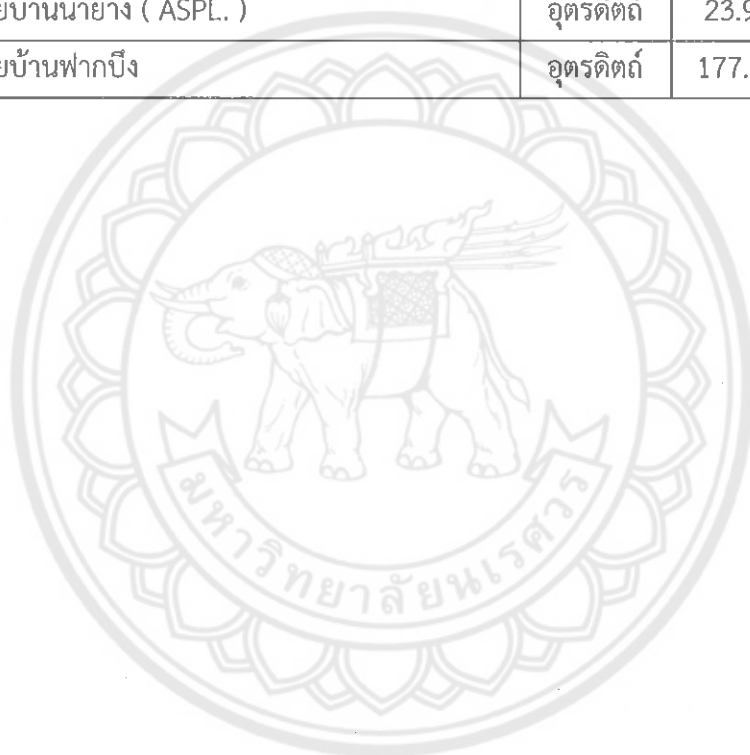 ยบ้านนายาง ( ASPL. ) อุตรดิตถ์ 23.9
ยบ้านฟากบึง อุตรดิตถ์ 177.
มหาวิทยาลัยนเรศวร